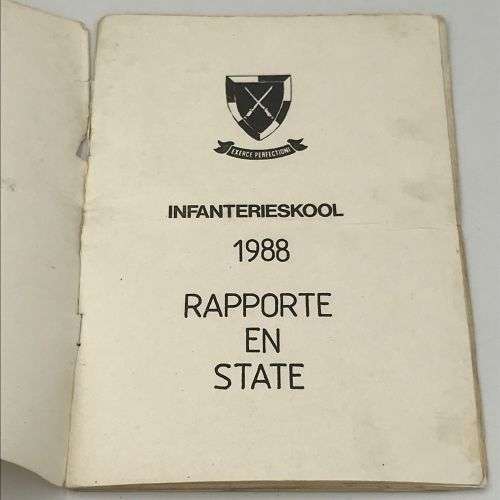 EXERCE PERFECTIONI
INFANTERIESKOOL
1988
RAPPORTE
EN
STATE